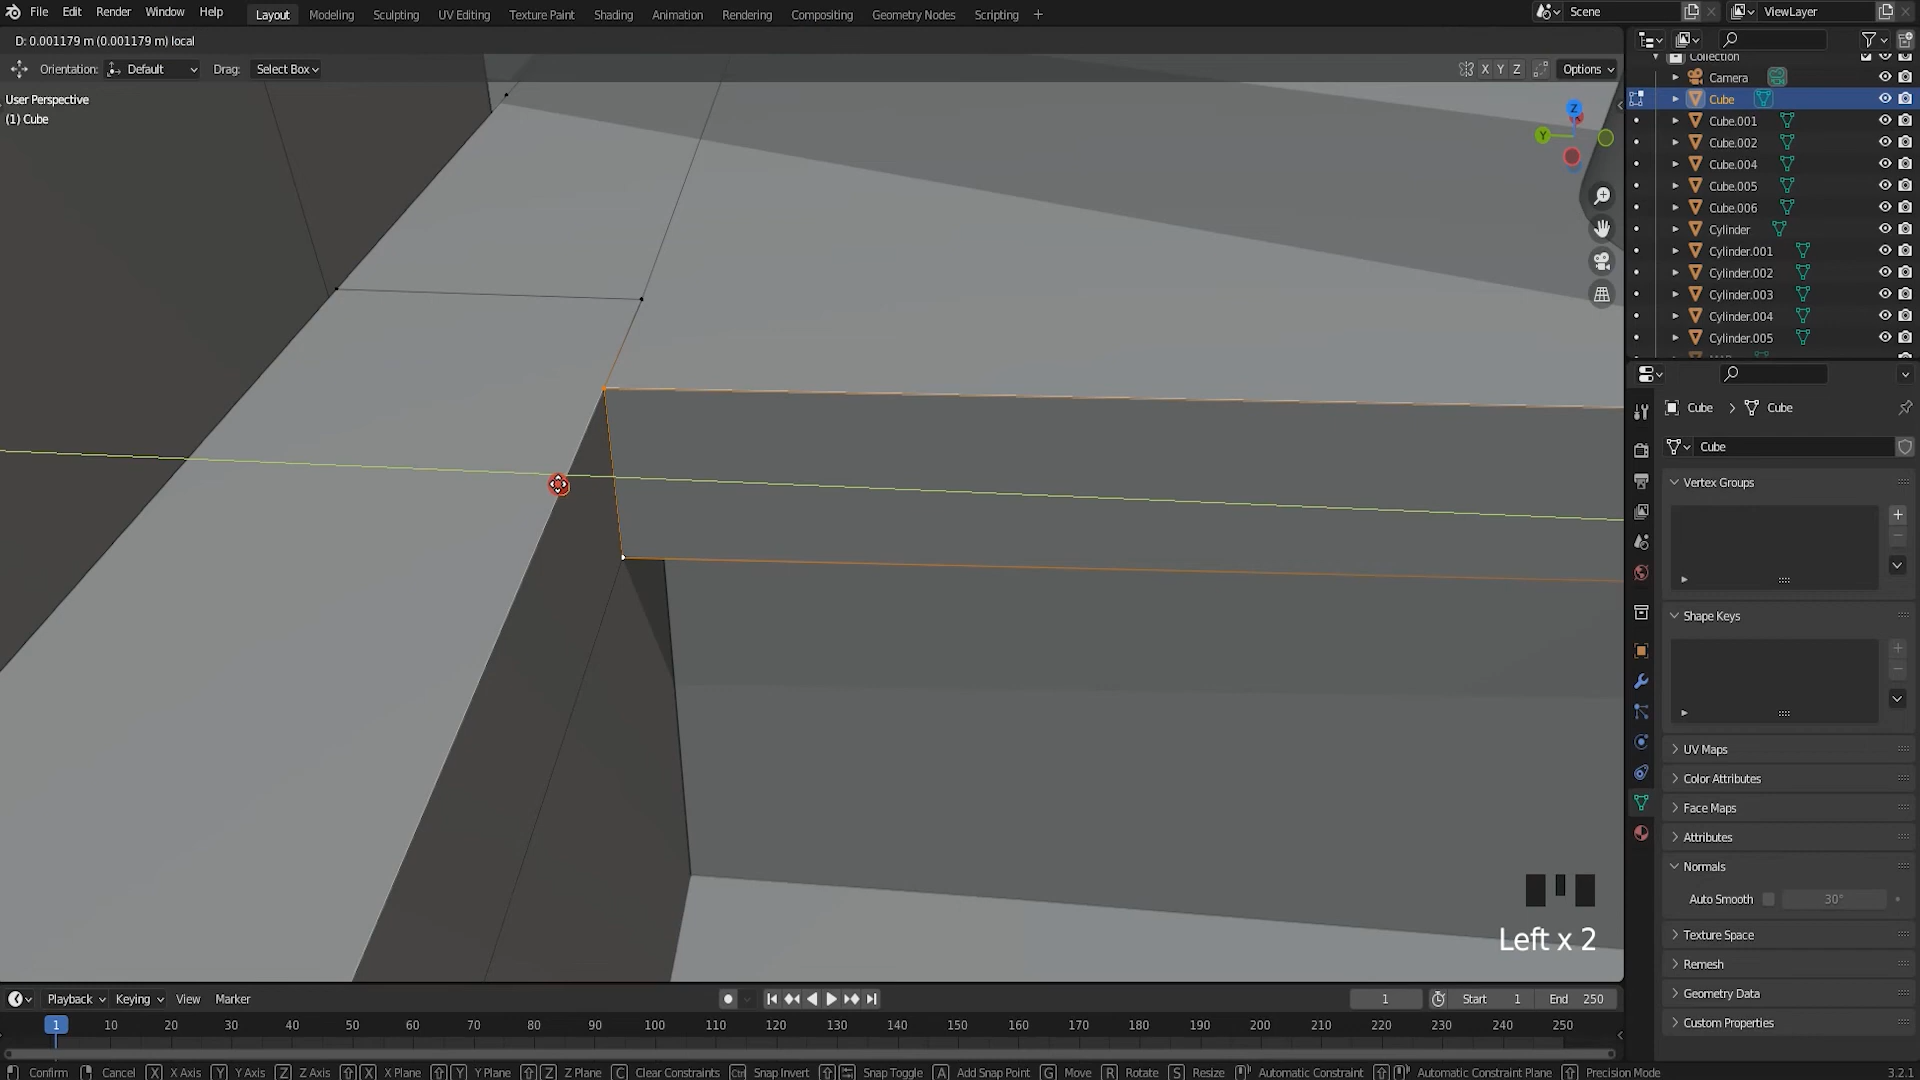 File Edit Render Window Help Layout Modeling Sculpting UV Editing Texture Paint Shading Animation Rendering Compositing Geometry Nodes Scripting + Scene ViewLayer
D: 0.001179 m (0.001179 m) local
Orientation: Default Drag: Select Box X Y Z Options
User Perspective
(1) Cube
Z
Y
Collection
Camera
Cube
Cube.001
Cube.002
Cube.004
Cube.005
Cube.006
Cylinder
Cylinder.001
Cylinder.002
Cylinder.003
Cylinder.004
Cylinder.005
Cube > Cube
Cube
Vertex Groups
Shape Keys
UV Maps
Color Attributes
Face Maps
Attributes
Normals
Auto Smooth 30°
Texture Space
Remesh
Geometry Data
Custom Properties
Left x 2
Playback Keying View Marker 1 Start 1 End 250
1 10 20 30 40 50 60 70 80 90 100 110 120 130 140 150 160 170 180 190 200 210 220 230 240 250
Confirm Cancel X X Axis Y Y Axis Z Z Axis X X Plane Y Y Plane Z Z Plane C Clear Constraints Ctrl Snap Invert Snap Toggle A Add Snap Point G Move R Rotate S Resize Automatic Constraint Automatic Constraint Plane Precision Mode 3.2.1